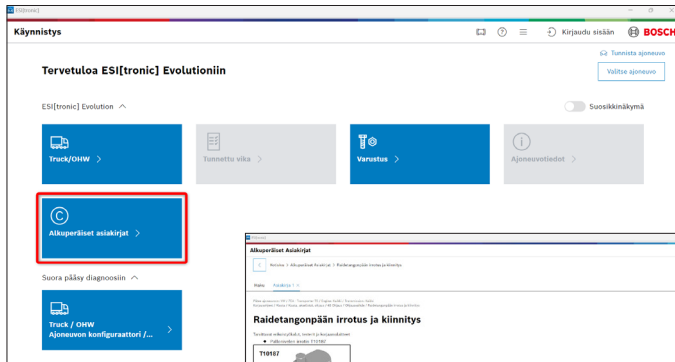 ESI[tronic]
Käynnistys
Kirjaudu sisään
BOSCH
Tunnista ajoneuvo
Tervetuloa ESI[tronic] Evolutioniin
Valitse ajoneuvo
ESI[tronic] Evolution
Suosikkinäkymä
Truck/OHW >
Tunnettu vika >
Varustus >
Ajoneuvotiedot >
Alkuperäiset asiakirjat >
Alkuperäiset Asiakirjat
Suora pääsy diagnoosiin
Truck / OHW
Ajoneuvon konfiguraattori /... >
Raidetangonpään irrotus ja kiinnitys
T10187